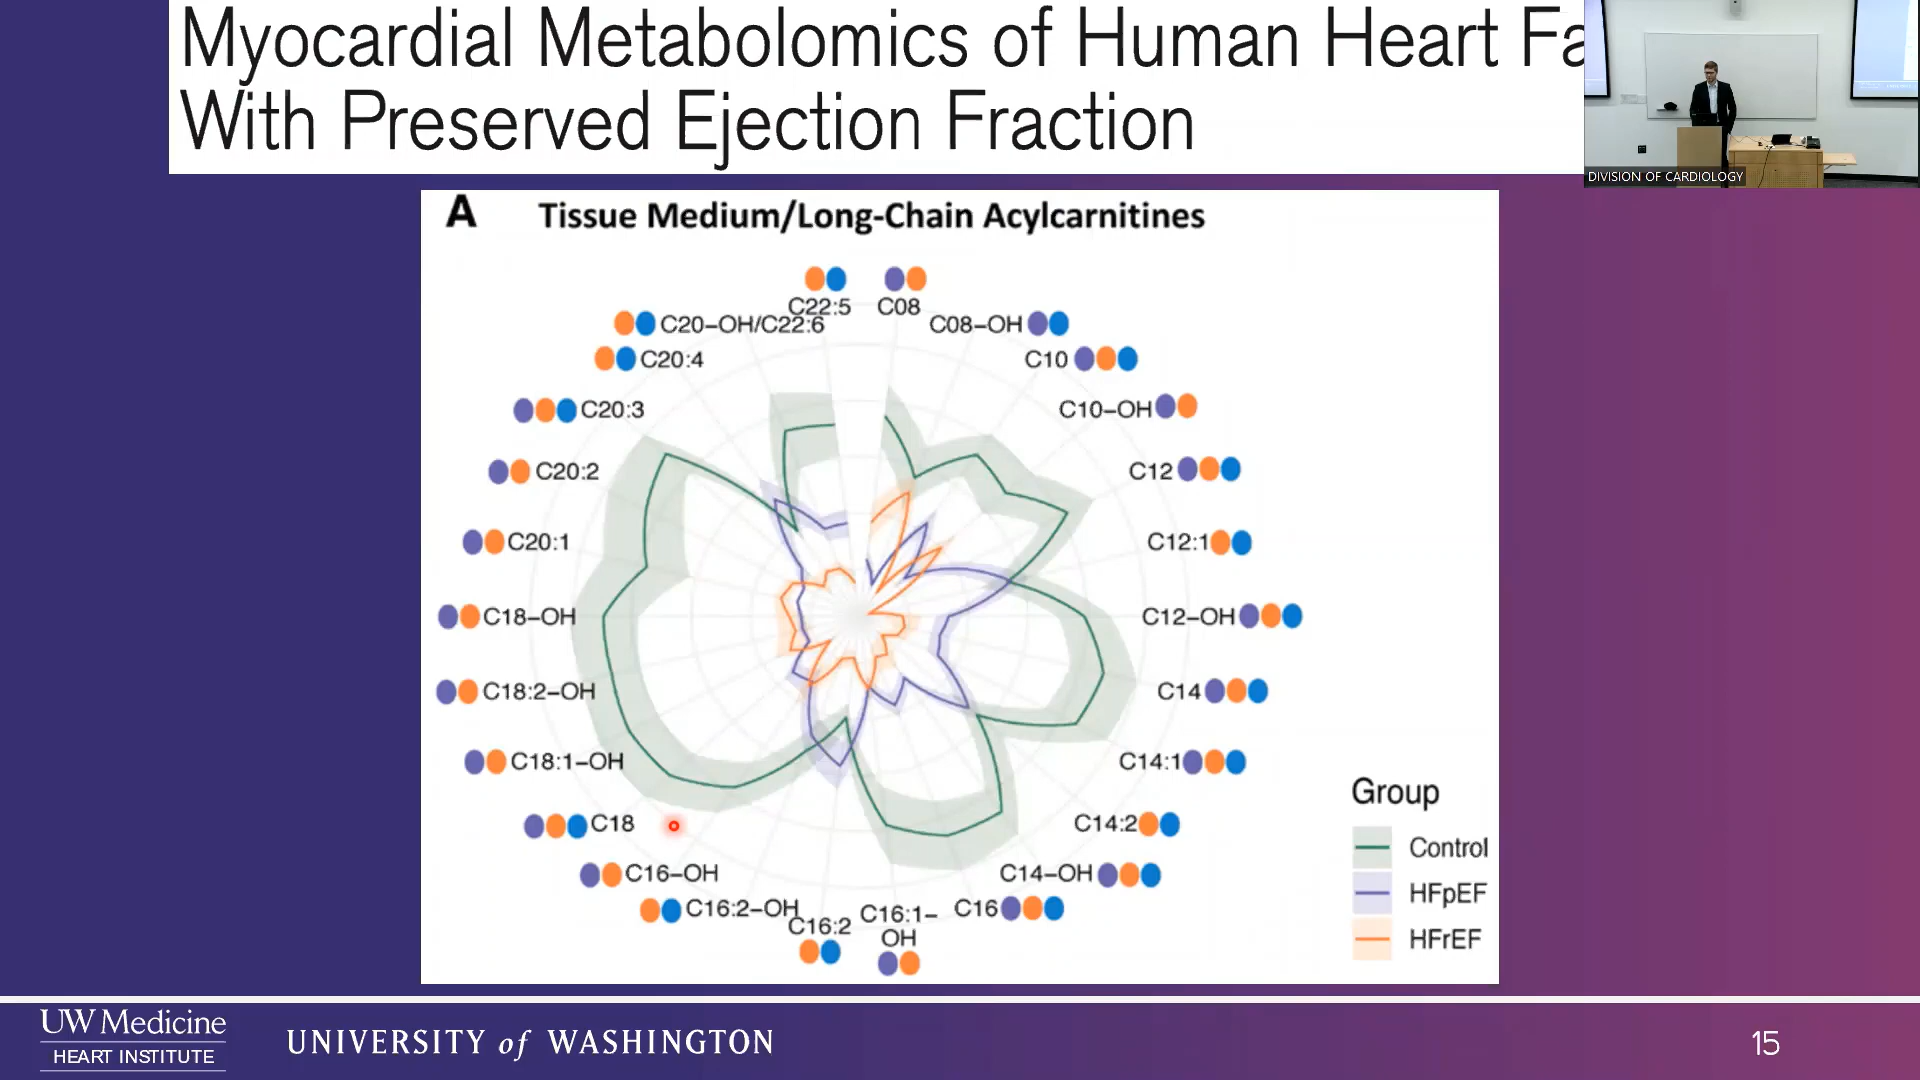 Myocardial Metabolomics of Human Heart Fa
With Preserved Ejection Fraction
DIVISION OF CARDIOLOGY
A Tissue Medium/Long-Chain Acylcarnitines
C22:5
C08
C20-OH/C22:6
C08-OH
C20:4
C10
C20:3
C10-OH
C20:2
C12
C20:1
C12:1
C18-OH
C12-OH
C18:2-OH
C14
C18:1-OH
C14:1
C18
C14:2
C16-OH
C14-OH
C16:2-OH
C16:2
C16:1-
OH
C16
Group
Control
HFpEF
HFrEF
UW Medicine
HEART INSTITUTE
UNIVERSITY of WASHINGTON
15